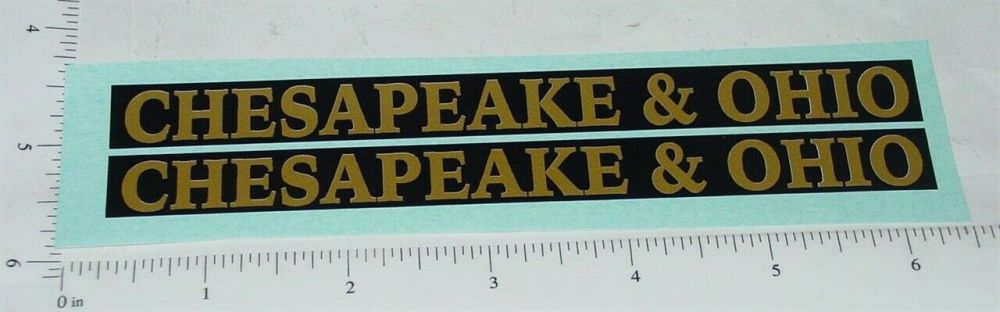 4
CHESAPEAKE & OHIO
5
CHESAPEAKE & OHIO
6
0 in 1 2 3 4 5 6